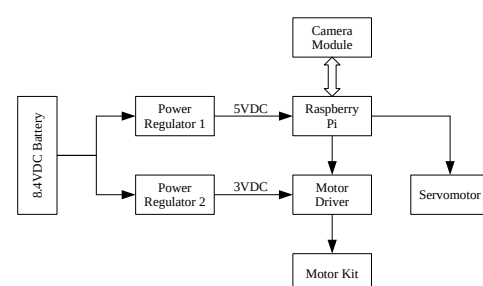 Camera
Module
8.4VDC Battery
Power
Regulator 1
5VDC
Raspberry
Pi
Power
Regulator 2
3VDC
Motor
Driver
Servomotor
Motor Kit